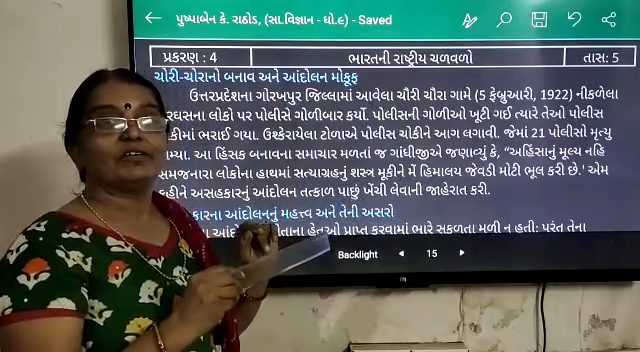 પુષ્પાબેન કે. રાઠોડ, (સા.વિજ્ઞાન - ધો.૯) - Saved
પ્રકરણ : 4 ભારતની રાષ્ટ્રીય ચળવળો તાસ: 5
ચોરી-ચોરાનો બનાવ અને આંદોલન મોકૂફ
ઉત્તરપ્રદેશના ગોરખપુર જિલ્લામાં આવેલા ચૌરી ચૌરા ગામે (5 ફેબ્રુઆરી, 1922) નીકળેલા
રઘસના લોકો પર પોલીસે ગોળીબાર કર્યો. પોલીસની ગોળીઓ ખૂટી ગઈ ત્યારે તેઓ પોલીસ
કીમાં ભરાઈ ગયા. ઉશ્કેરાયેલા ટોળાએ પોલીસ ચોકીને આગ લગાવી. જેમાં 21 પોલીસો મૃત્યુ
મ્યા. આ હિંસક બનાવના સમાચાર મળતાં જ ગાંધીજીએ જણાવ્યું કે, “અહિંસાનું મૂલ્ય નહિ
સમજનારા લોકોના હાથમાં સત્યાગ્રહનું શસ્ત્ર મૂકીને મેં હિમાલય જેવડી મોટી ભૂલ કરી છે.' એમ
કહીને અસહકારનું આંદોલન તત્કાળ પાછું ખેંચી લેવાની જાહેરાત કરી.
કારના આંદોલનનું મહત્ત્વ અને તેની અસરો
આંદો પોતાના હેતુઓ પ્રાપ્ત કરવામાં ભારે સફળતા મળી ન હતી; પરંતુ તેના
Backlight 15